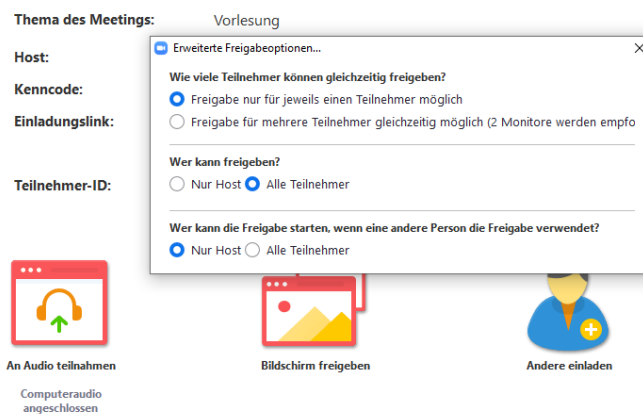 Thema des Meetings: Vorlesung
Erweiterte Freigabeoptionen...
Host:
Wie viele Teilnehmer können gleichzeitig freigeben?
Kenncode:
Freigabe nur für jeweils einen Teilnehmer möglich
Einladungslink:
Freigabe für mehrere Teilnehmer gleichzeitig möglich (2 Monitore werden empfo
Wer kann freigeben?
Teilnehmer-ID:
Nur Host Alle Teilnehmer
Wer kann die Freigabe starten, wenn eine andere Person die Freigabe verwendet?
Nur Host Alle Teilnehmer
An Audio teilnahmen
Bildschirm freigeben
Andere einladen
Computeraudio
angeschlossen